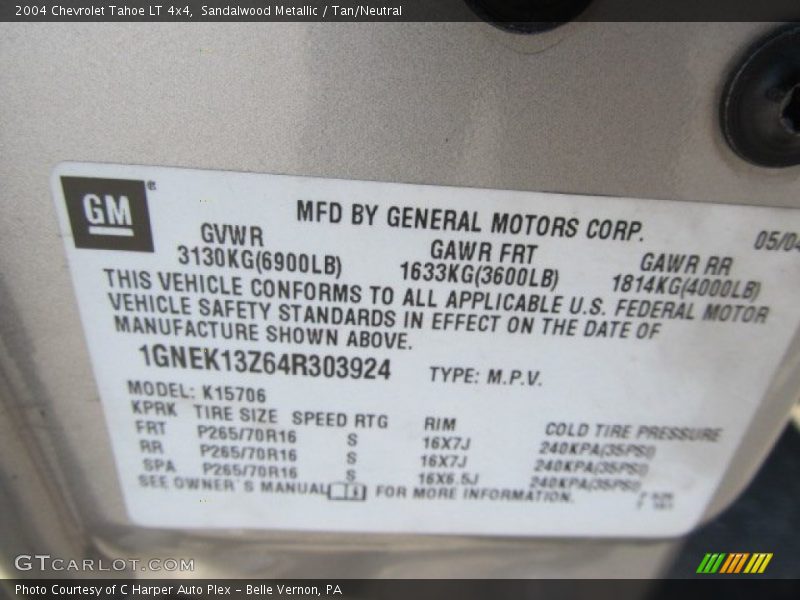 2004 Chevrolet Tahoe LT 4x4, Sandalwood Metallic / Tan/Neutral
GM®
MFD BY GENERAL MOTORS CORP.
05/04
GVWR GAWR FRT GAWR RR
3130KG(6900LB) 1633KG(3600LB) 1814KG(4000LB)
THIS VEHICLE CONFORMS TO ALL APPLICABLE U.S. FEDERAL MOTOR
VEHICLE SAFETY STANDARDS IN EFFECT ON THE DATE OF
MANUFACTURE SHOWN ABOVE.
1GNEK13Z64R303924 TYPE: M.P.V.
MODEL: K15706
KPRK TIRE SIZE SPEED RTG RIM COLD TIRE PRESSURE
FRT P265/70R16 S 16X7J 240KPA(35PSI)
RR P265/70R16 S 16X7J 240KPA(35PSI)
SPA P265/70R16 S 16X6.5J 240KPA(35PSI)
SEE OWNER'S MANUAL FOR MORE INFORMATION.
GTCARLOT.COM
Photo Courtesy of C Harper Auto Plex - Belle Vernon, PA